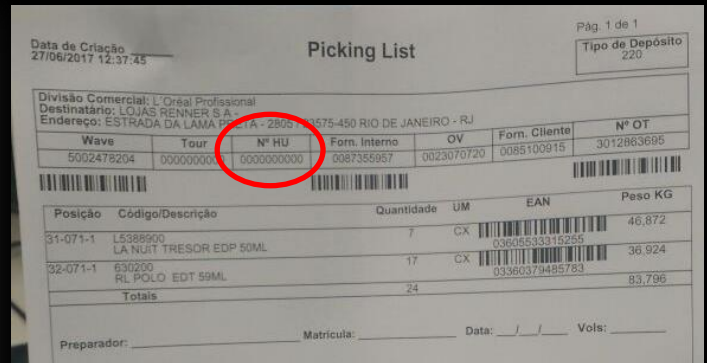 Pág. 1 de 1
Data de Criação
27/06/2017 12:37:45
Picking List
Tipo de Depósito
220
Divisão Comercial: L'Oréal Profissional
Destinatário: LOJAS RENNER S A -
Endereço: ESTRADA DA LAMA PRETA - 2805 / 23575-450 RIO DE JANEIRO - RJ
Wave Tour Nº HU Forn. Interno OV Forn. Cliente Nº OT
5002478204 0000000000 0000000000 0087355957 0023070720 0085100915 3012883695
Posição Código/Descrição Quantidade UM EAN Peso KG
31-071-1 L5388900 7 CX 46,872
LA NUIT TRESOR EDP 50ML 03605533315255
32-071-1 630200 17 CX 36,924
RL POLO EDT 59ML 03360379485783
Totais 24 83,796
Preparador: Matrícula: Data: _/_/_ Vols: